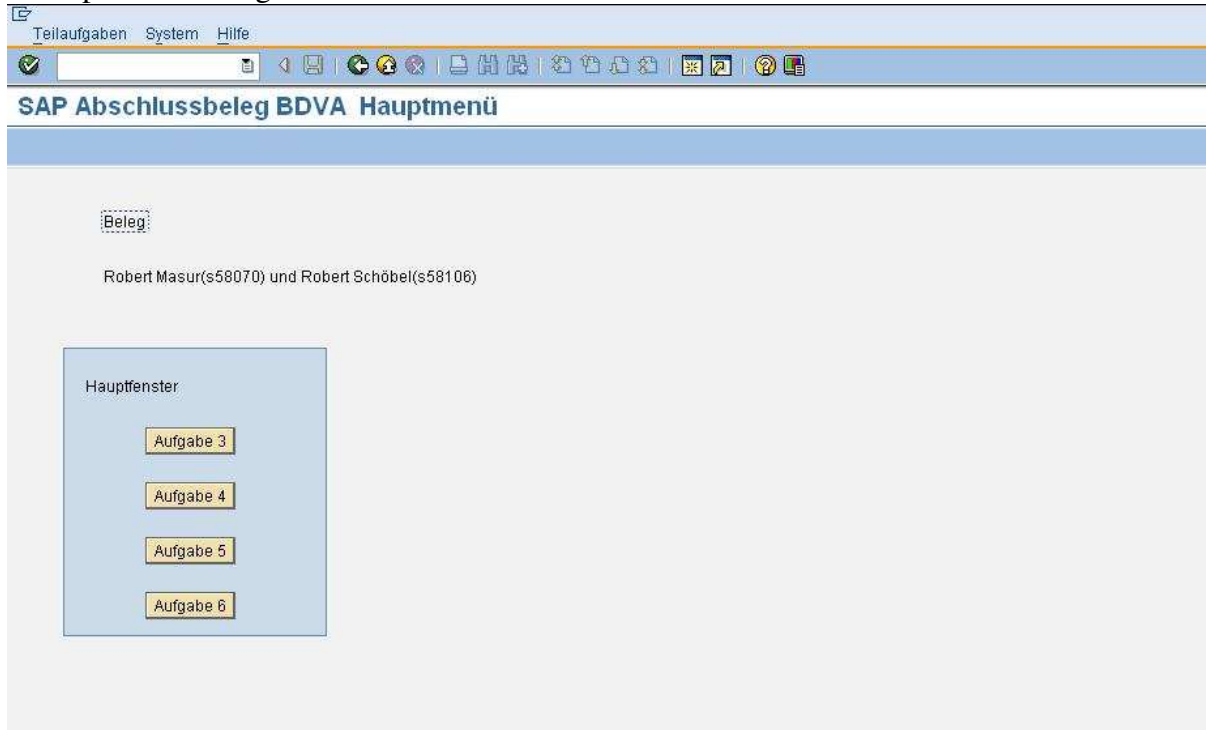 Teilaufgaben System Hilfe
SAP Abschlussbeleg BDVA Hauptmenü
Beleg
Robert Masur(s58070) und Robert Schöbel(s58106)
Hauptfenster
Aufgabe 3
Aufgabe 4
Aufgabe 5
Aufgabe 6